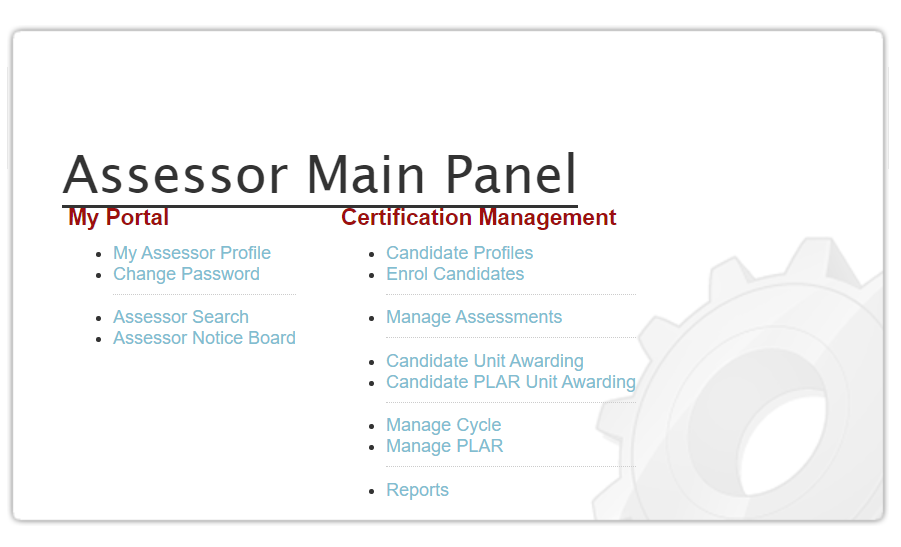 Assessor Main Panel
My Portal
My Assessor Profile
Change Password
Assessor Search
Assessor Notice Board
Certification Management
Candidate Profiles
Enrol Candidates
Manage Assessments
Candidate Unit Awarding
Candidate PLAR Unit Awarding
Manage Cycle
Manage PLAR
Reports